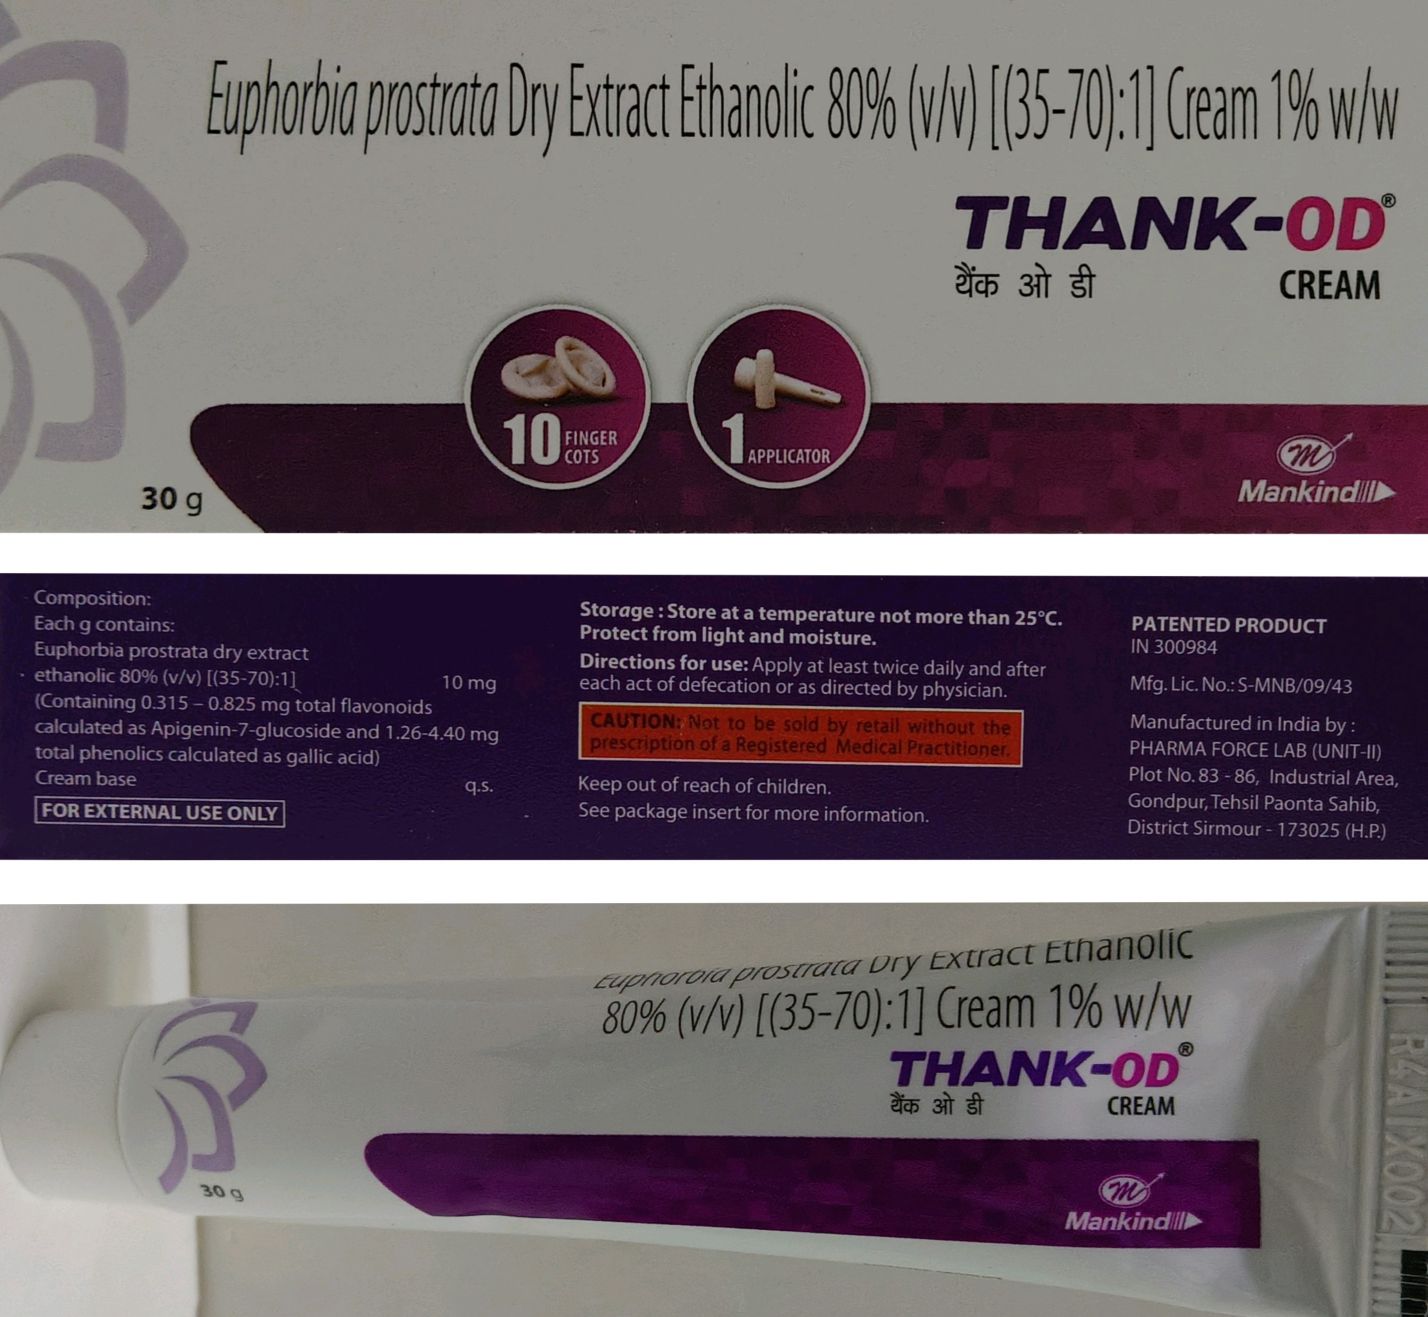 Euphorbia prostrata Dry Extract Ethanolic 80% (v/v) [(35-70):1] Cream 1% w/w
THANK-OD®
थैंक ओ डी CREAM
10 FINGER COTS
1 APPLICATOR
30 g
Mankind
Composition:
Each g contains:
Euphorbia prostrata dry extract
ethanolic 80% (v/v) [(35-70):1] 10 mg
(Containing 0.315 – 0.825 mg total flavonoids
calculated as Apigenin-7-glucoside and 1.26-4.40 mg
total phenolics calculated as gallic acid)
Cream base q.s.
FOR EXTERNAL USE ONLY
Storage : Store at a temperature not more than 25°C.
Protect from light and moisture.
Directions for use: Apply at least twice daily and after
each act of defecation or as directed by physician.
CAUTION: Not to be sold by retail without the
prescription of a Registered Medical Practitioner.
Keep out of reach of children.
See package insert for more information.
PATENTED PRODUCT
IN 300984
Mfg. Lic. No.: S-MNB/09/43
Manufactured in India by :
PHARMA FORCE LAB (UNIT-II)
Plot No. 83 - 86, Industrial Area,
Gondpur, Tehsil Paonta Sahib,
District Sirmour - 173025 (H.P.)
Euphorbia prostrata Dry Extract Ethanolic
80% (v/v) [(35-70):1] Cream 1% w/w
THANK-OD®
थैंक ओ डी CREAM
30 g
Mankind